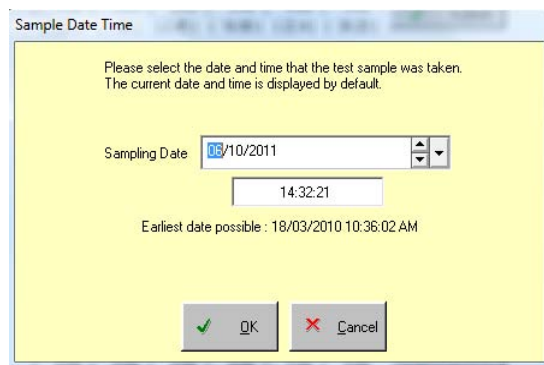 Sample Date Time
Please select the date and time that the test sample was taken.
The current date and time is displayed by default.
Sampling Date 06/10/2011
14:32:21
Earliest date possible : 18/03/2010 10:36:02 AM
OK Cancel